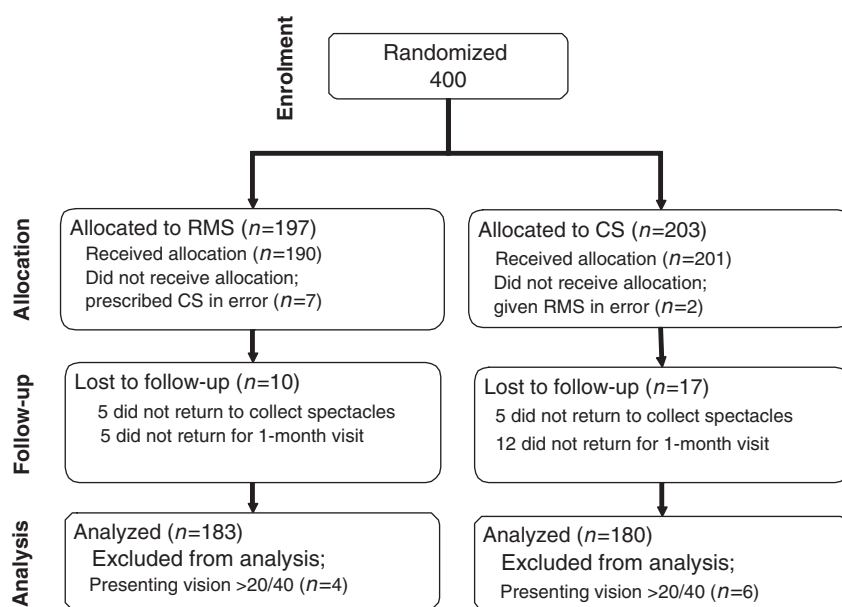 Enrolment
Randomized
400
Allocation
Allocated to RMS (n=197)
Received allocation (n=190)
Did not receive allocation;
prescribed CS in error (n=7)
Allocated to CS (n=203)
Received allocation (n=201)
Did not receive allocation;
given RMS in error (n=2)
Follow-up
Lost to follow-up (n=10)
5 did not return to collect spectacles
5 did not return for 1-month visit
Lost to follow-up (n=17)
5 did not return to collect spectacles
12 did not return for 1-month visit
Analysis
Analyzed (n=183)
Excluded from analysis;
Presenting vision >20/40 (n=4)
Analyzed (n=180)
Excluded from analysis;
Presenting vision >20/40 (n=6)